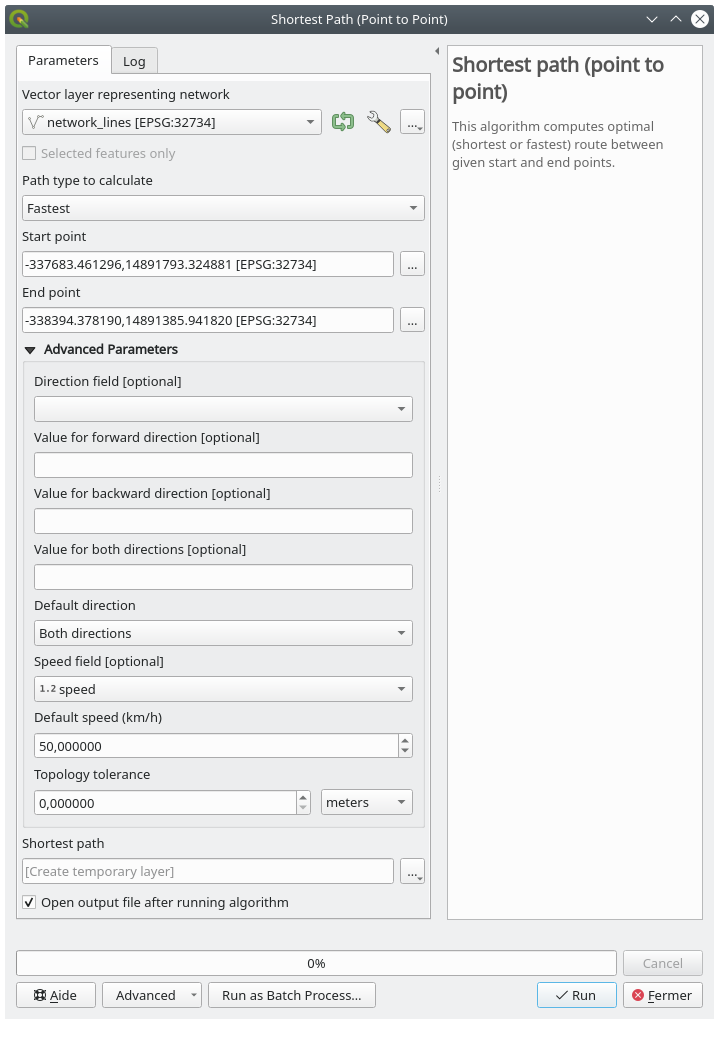 Shortest Path (Point to Point)
Parameters
Log
Vector layer representing network
network_lines [EPSG:32734]
...
Selected features only
Path type to calculate
Fastest
Start point
-337683.461296,14891793.324881 [EPSG:32734]
...
End point
-338394.378190,14891385.941820 [EPSG:32734]
...
Advanced Parameters
Direction field [optional]
Value for forward direction [optional]
Value for backward direction [optional]
Value for both directions [optional]
Default direction
Both directions
Speed field [optional]
1.2 speed
Default speed (km/h)
50,000000
Topology tolerance
0,000000
meters
Shortest path
[Create temporary layer]
...
Open output file after running algorithm
Shortest path (point to
point)
This algorithm computes optimal
(shortest or fastest) route between
given start and end points.
0%
Cancel
Aide
Advanced
Run as Batch Process...
Run
Fermer